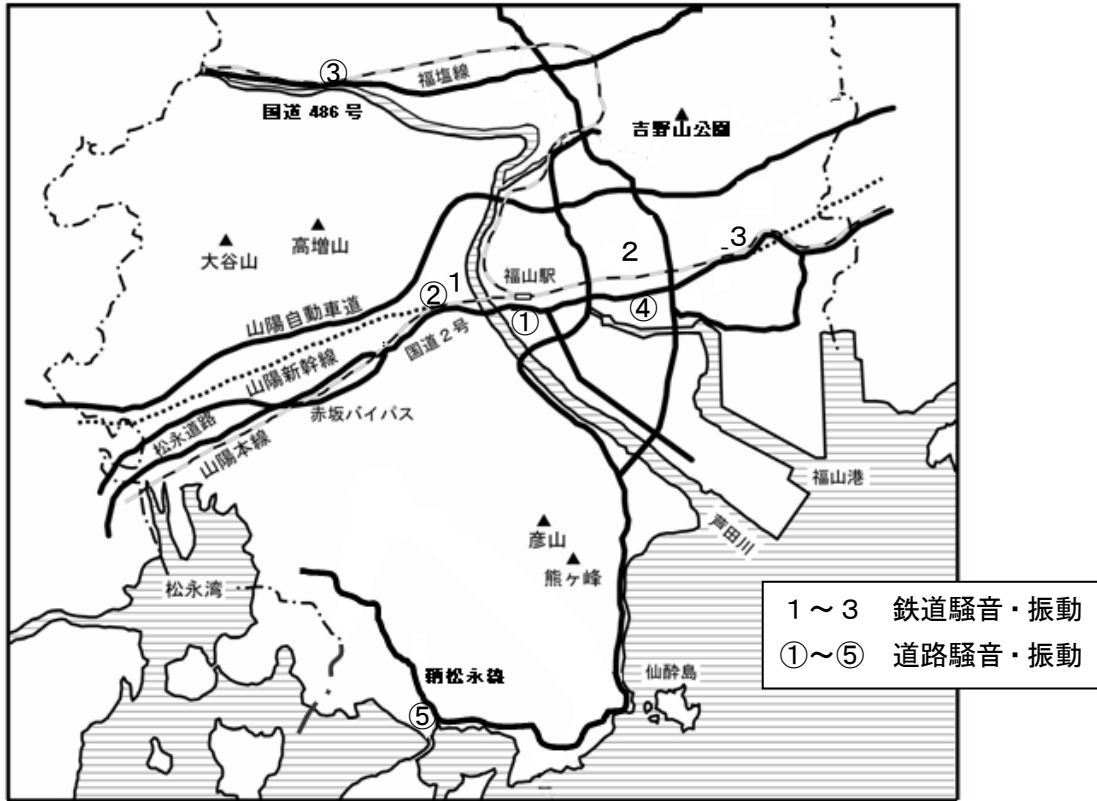 ③
福塩線
国道 486 号
吉野山公園
高増山
大谷山
2
3
1
福山駅
②
①
④
山陽自動車道
国道2号
山陽新幹線
赤坂バイパス
松永道路
山陽本線
福山港
芦田川
彦山
熊ヶ峰
松永湾
1～3 鉄道騒音・振動
①～⑤ 道路騒音・振動
仙酔島
鞆松永線
⑤